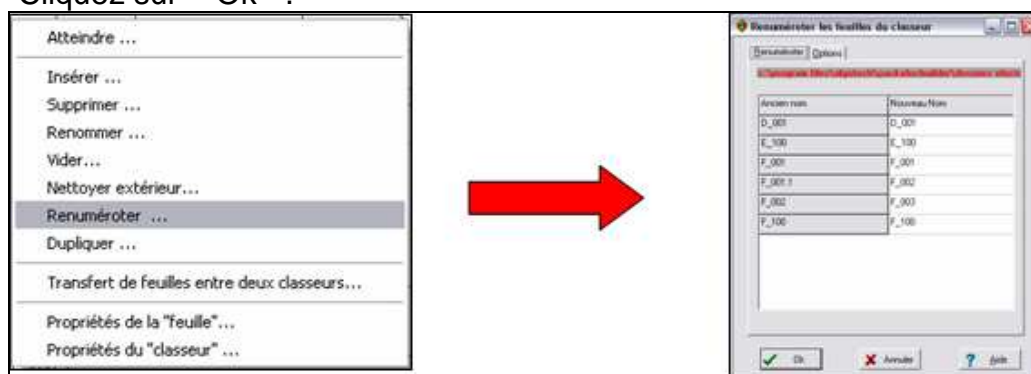 Cliquez sur " Ok " :
Atteindre ...
Insérer ...
Supprimer ...
Renommer ...
Vider...
Nettoyer extérieur...
Renuméroter ...
Dupliquer ...
Transfert de feuilles entre deux classeurs...
Propriétés de la "feuille"...
Propriétés du "classeur" ...
Renuméroter les feuilles du classeur
Renuméroter Options
Ancien nom Nouveau Nom
D_001 D_001
E_100 E_100
F_001 F_001
F_001.1 F_002
F_002 F_003
F_100 F_100
Ok Annuler Aide